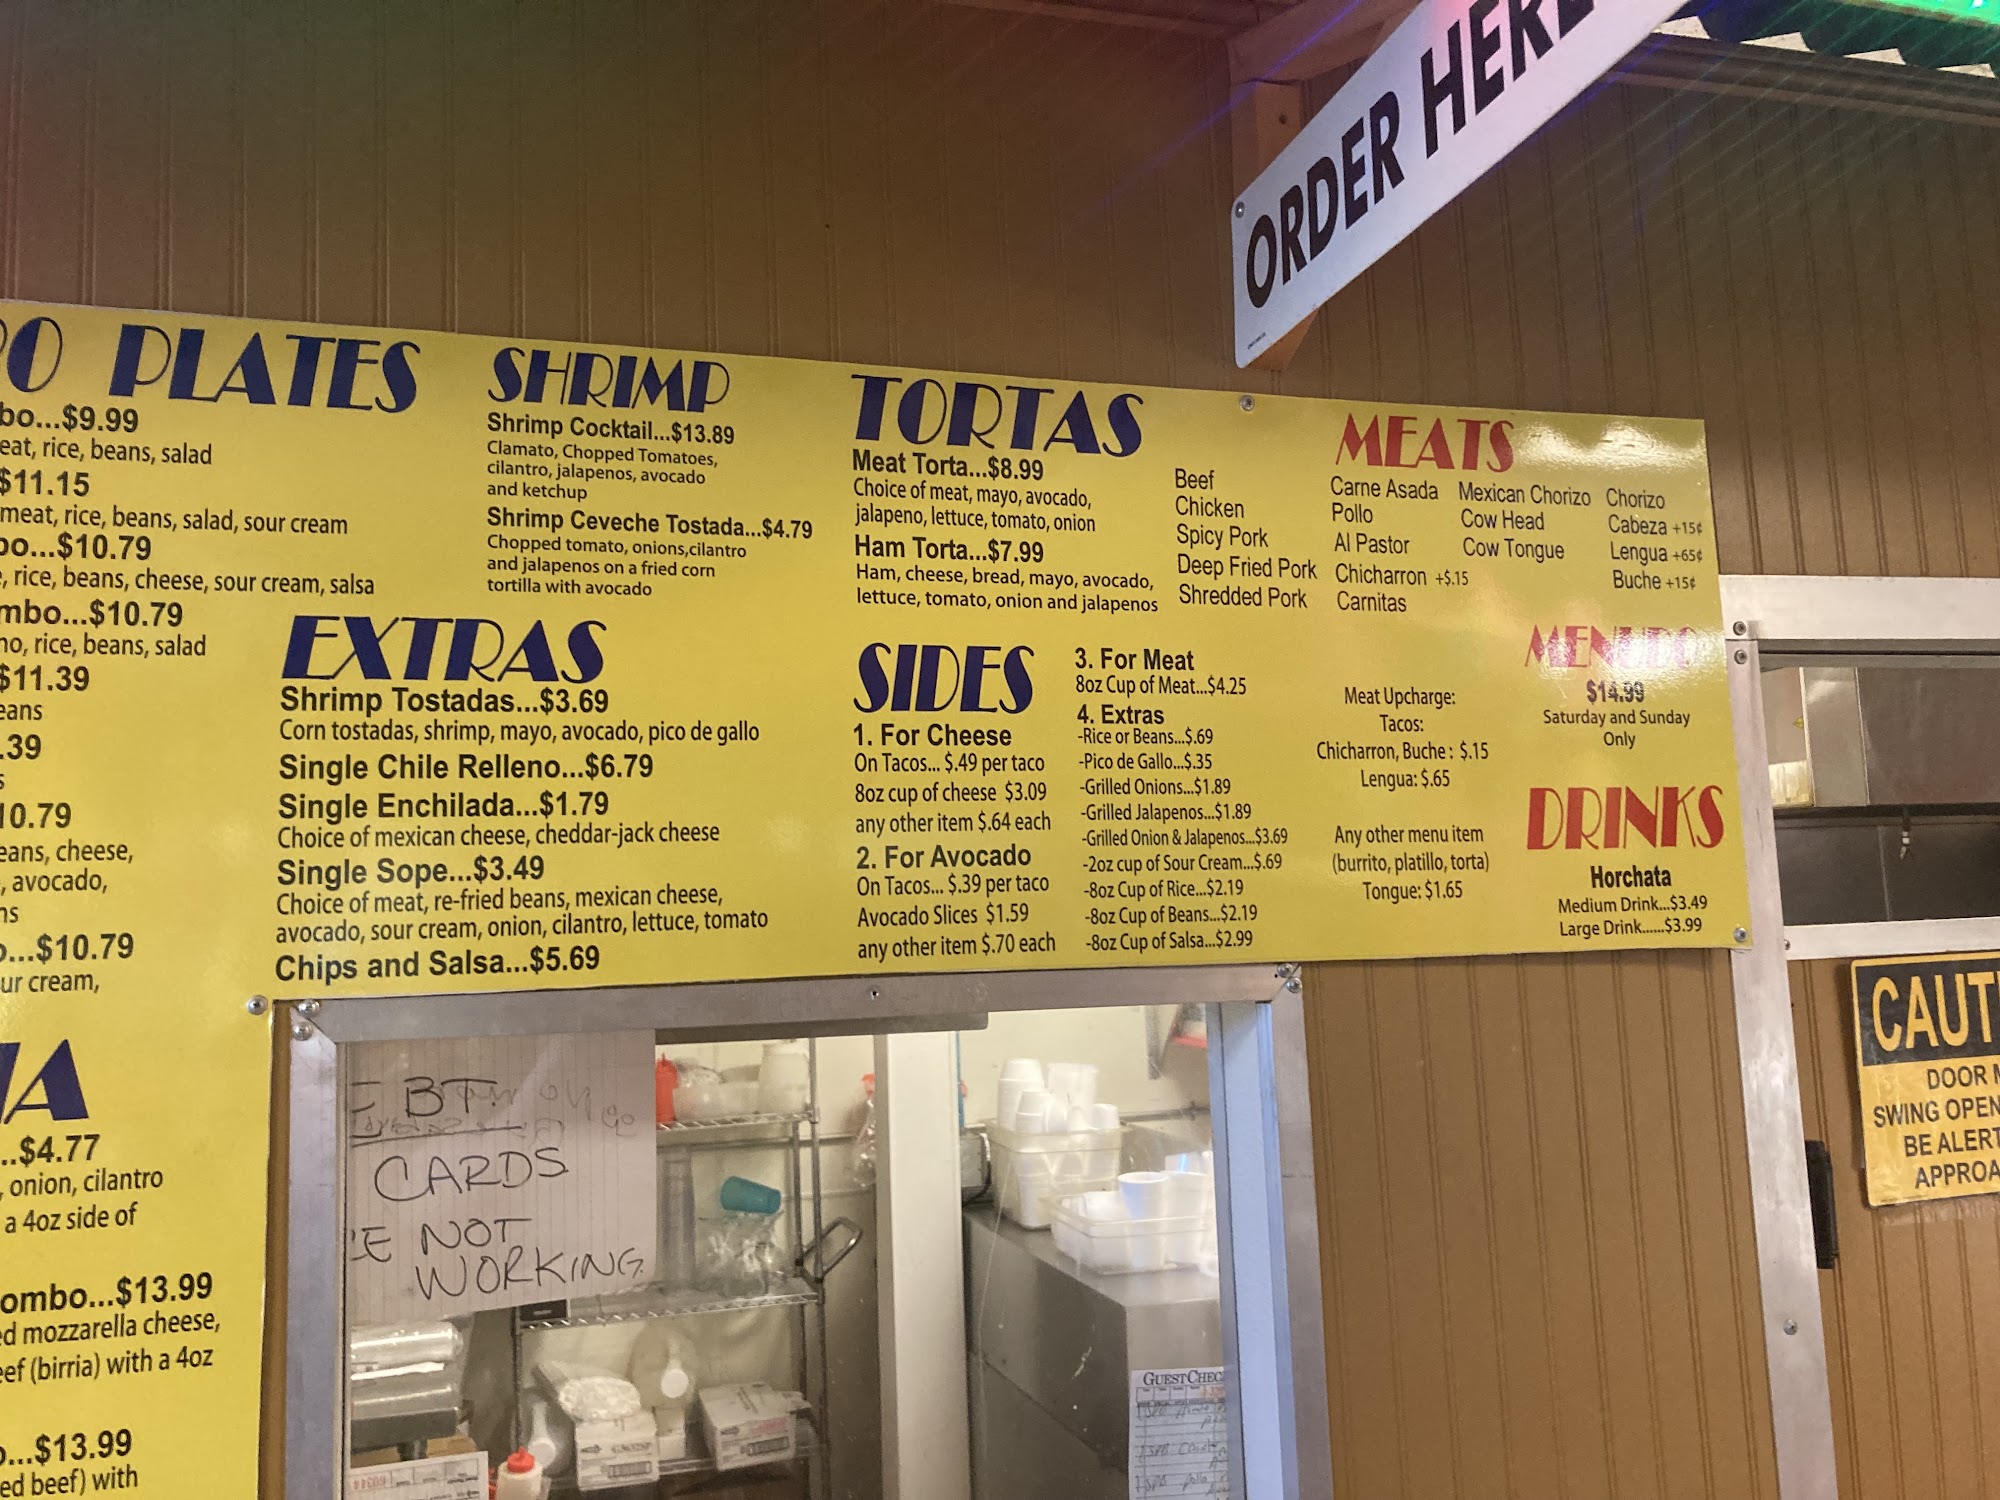 ORDER HERE
PLATES
$9.99
rice, beans, salad
$11.15
meat, rice, beans, salad, sour cream
$10.79
rice, beans, cheese, sour cream, salsa
$10.79
rice, beans, salad
$11.39
.39
10.79
cheese,
avocado,
$10.79
cream,
$4.77
, onion, cilantro
a 4oz side of
$13.99
mozzarella cheese,
(birria) with a 4oz
$13.99
beef) with
SHRIMP
Shrimp Cocktail...$13.89
Clamato, Chopped Tomatoes,
cilantro, jalapenos, avocado
and ketchup
Shrimp Ceveche Tostada...$4.79
Chopped tomato, onions,cilantro
and jalapenos on a fried corn
tortilla with avocado
EXTRAS
Shrimp Tostadas...$3.69
Corn tostadas, shrimp, mayo, avocado, pico de gallo
Single Chile Relleno...$6.79
Single Enchilada...$1.79
Choice of mexican cheese, cheddar-jack cheese
Single Sope...$3.49
Choice of meat, re-fried beans, mexican cheese,
avocado, sour cream, onion, cilantro, lettuce, tomato
Chips and Salsa...$5.69
TORTAS
Meat Torta...$8.99
Choice of meat, mayo, avocado,
jalapeno, lettuce, tomato, onion
Ham Torta...$7.99
Ham, cheese, bread, mayo, avocado,
lettuce, tomato, onion and jalapenos
SIDES
1. For Cheese
On Tacos... $.49 per taco
8oz cup of cheese $3.09
any other item $.64 each
2. For Avocado
On Tacos... $.39 per taco
Avocado Slices $1.59
any other item $.70 each
3. For Meat
8oz Cup of Meat...$4.25
4. Extras
-Rice or Beans...$.69
-Pico de Gallo...$.35
-Grilled Onions...$1.89
-Grilled Jalapenos...$1.89
-Grilled Onion & Jalapenos...$3.69
-2oz cup of Sour Cream...$.69
-8oz Cup of Rice...$2.19
-8oz Cup of Beans...$2.19
-8oz Cup of Salsa...$2.99
MEATS
Beef Carne Asada Mexican Chorizo Chorizo
Chicken Pollo Cow Head Cabeza +15¢
Spicy Pork Al Pastor Cow Tongue Lengua +65¢
Deep Fried Pork Chicharron +$.15 Buche +15¢
Shredded Pork Carnitas
Meat Upcharge:
Tacos:
Chicharron, Buche : $.15
Lengua: $.65
Any other menu item
(burrito, platillo, torta)
Tongue: $1.65
MENUDO
$14.99
Saturday and Sunday
Only
DRINKS
Horchata
Medium Drink...$3.49
Large Drink......$3.99
EBT
CARDS
NOT
WORKING
GUESTCHEC
CAUT
DOOR
SWING OPEN
BE ALERT
APPROA